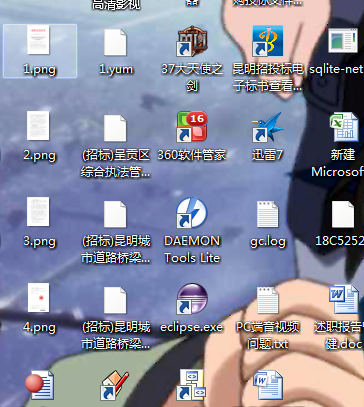 高清影视
器
1.png
1.yum
37大天使之
剑
昆明招投标电
子标书查看...
sqlite-net
16
2.png
(招标)呈贡区
综合执法管...
360软件管家
迅雷7
新建
Microsof
3.png
(招标)昆明城
市道路桥梁...
DAEMON
Tools Lite
gc.log
18C5252
4.png
(招标)昆明城
市道路桥梁...
eclipse.exe
PC端音视频
问题.txt
述职报告
健.doc